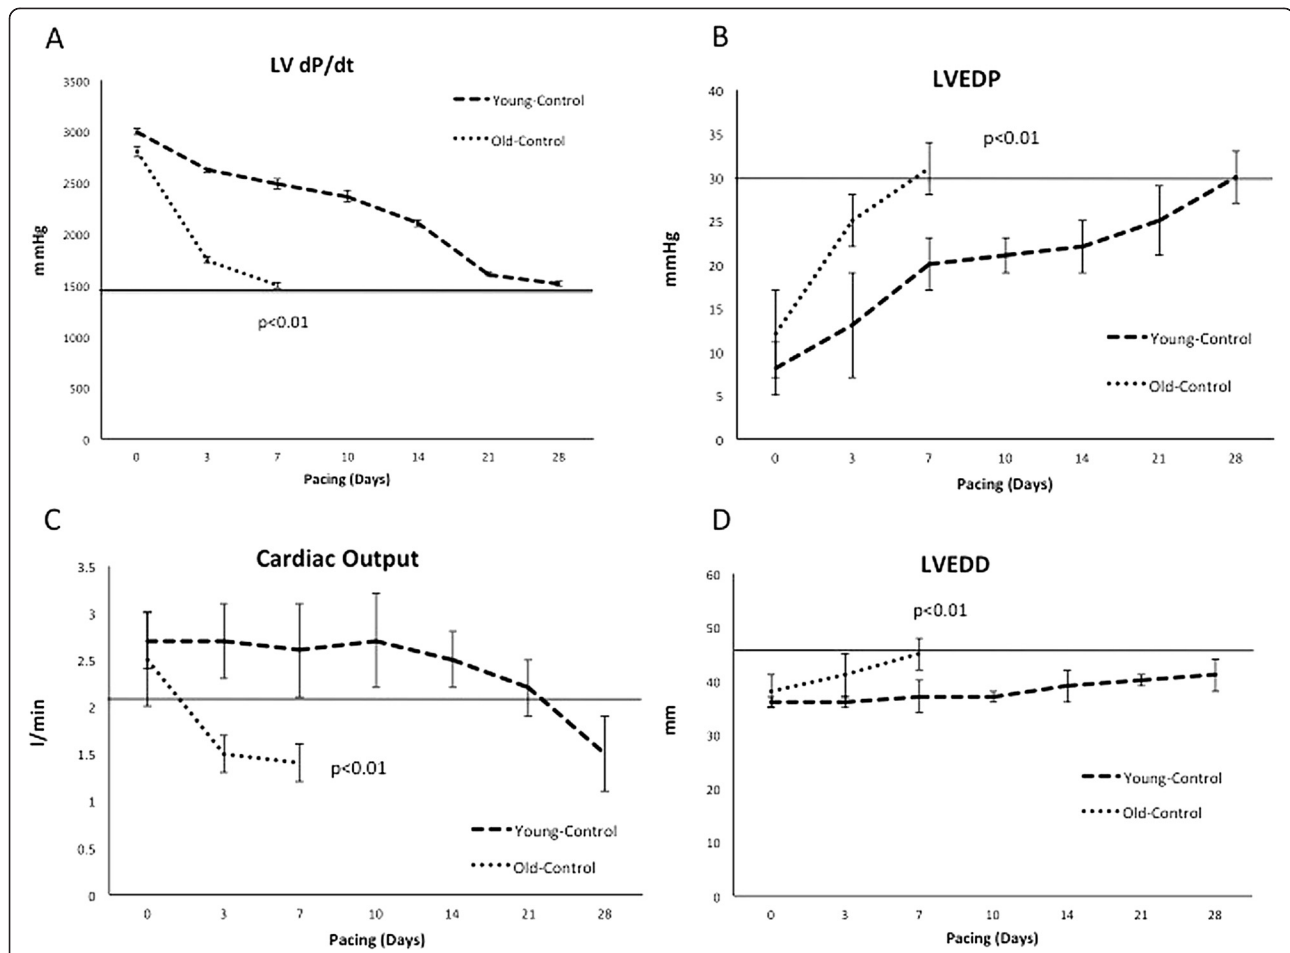 A
LV dP/dt
3500
3000
2500
2000
1500
1000
500
0
mmHg
Young-Control
Old-Control
p<0.01
0 3 7 10 14 21 28
Pacing (Days)
B
LVEDP
40
35
30
25
20
15
10
5
0
mmHg
p<0.01
Young-Control
Old-Control
0 3 7 10 14 21 28
Pacing (Days)
C
Cardiac Output
3.5
3
2.5
2
1.5
1
0.5
0
l/min
p<0.01
Young-Control
Old-Control
0 3 7 10 14 21 28
Pacing (Days)
D
LVEDD
60
50
40
30
20
10
0
mm
p<0.01
Young-Control
Old-Control
0 3 7 10 14 21 28
Pacing (Days)